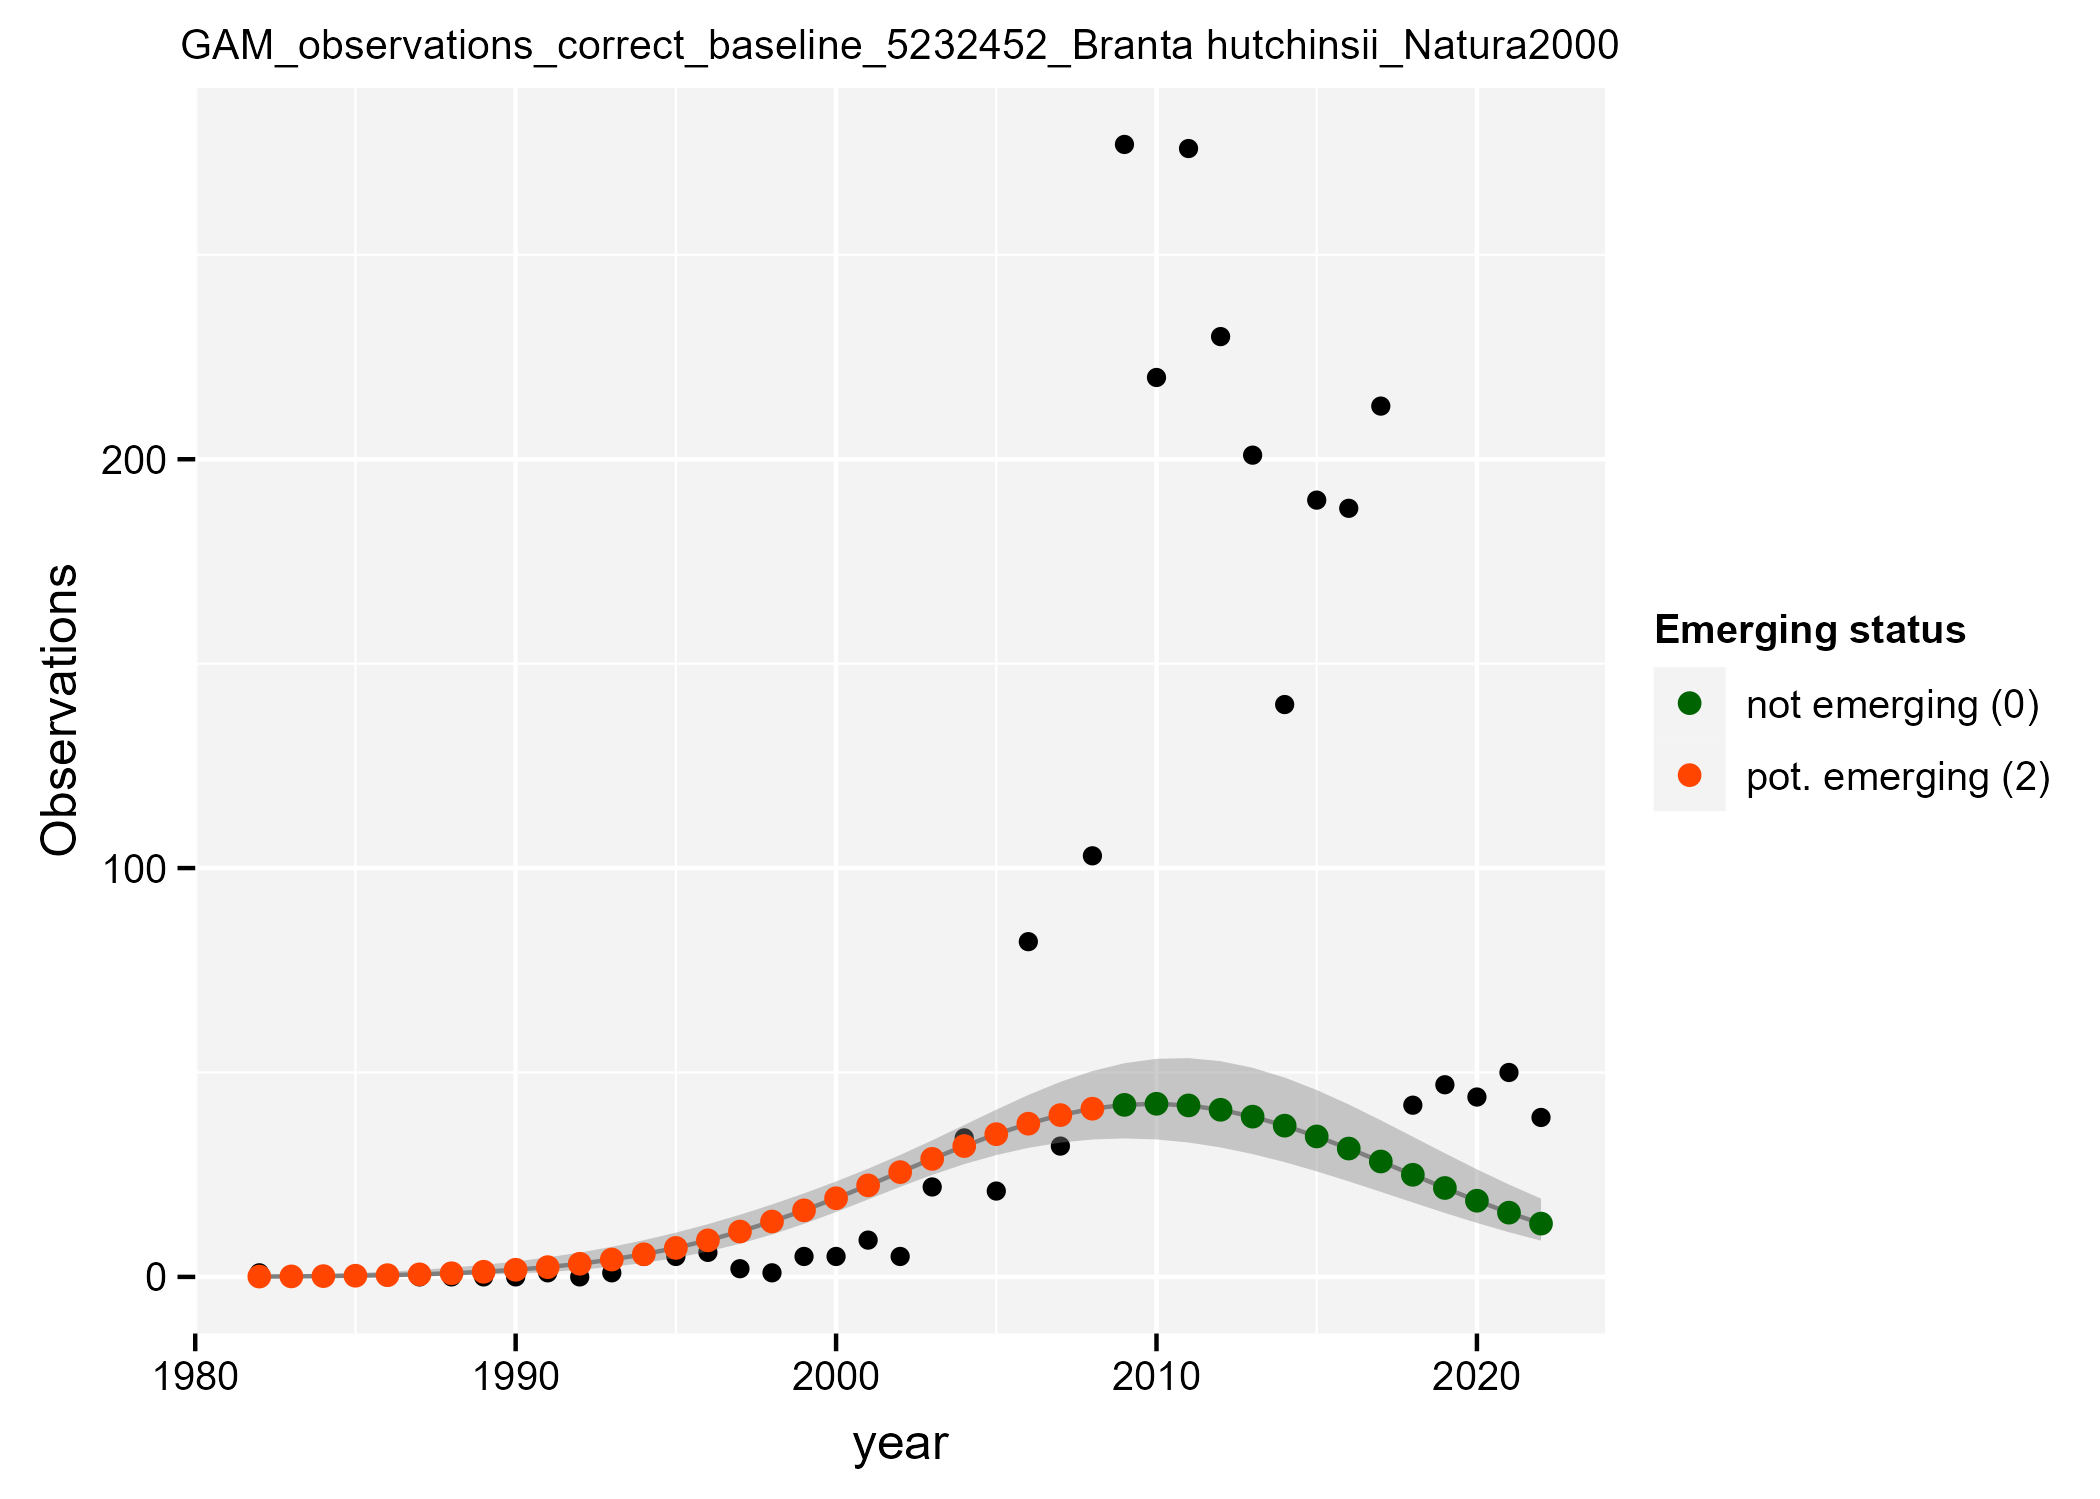 GAM_observations_correct_baseline_5232452_Branta hutchinsii_Natura2000
Observations
200
100
0
1980 1990 2000 2010 2020
year
Emerging status
not emerging (0)
pot. emerging (2)